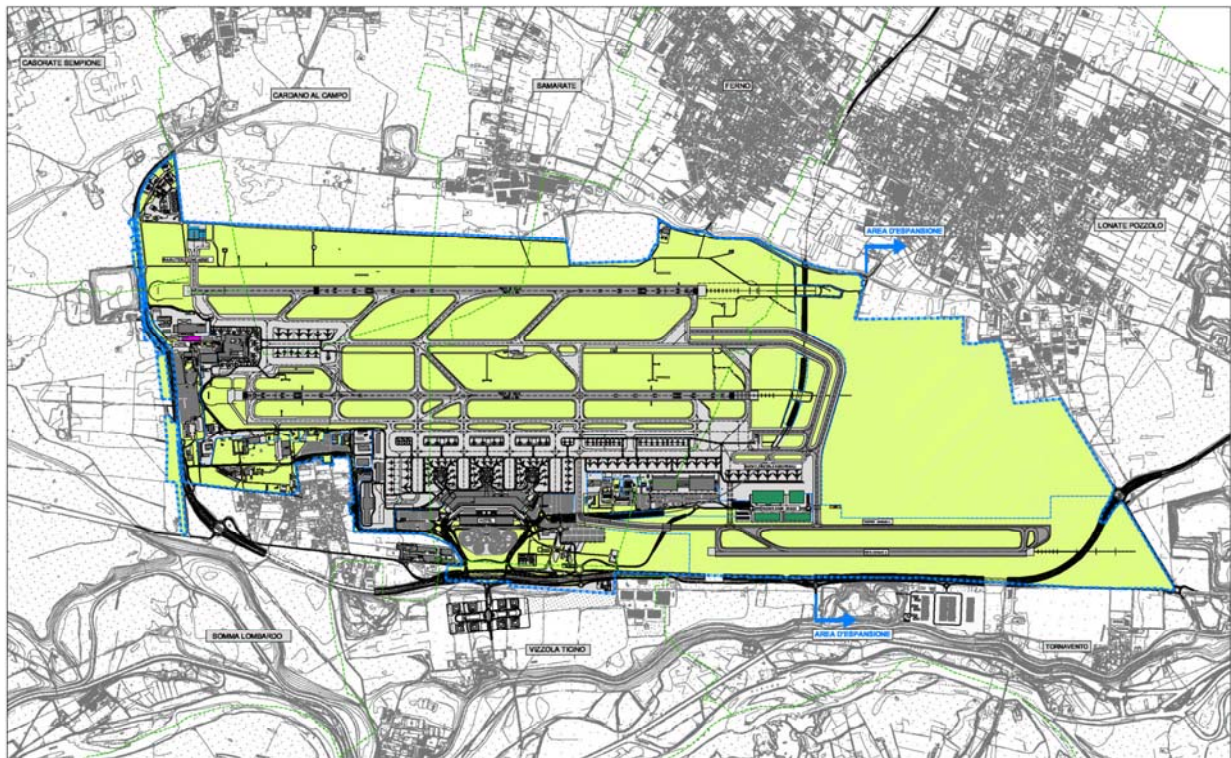 CASORATE SEMPIONE
CARDANO AL CAMPO
SAMARATE
FERNO
LONATE POZZOLO
AREA D'ESPANSIONE
AREA D'ESPANSIONE
SOMMA LOMBARDO
VIZZOLA TICINO
TORNAVENTO